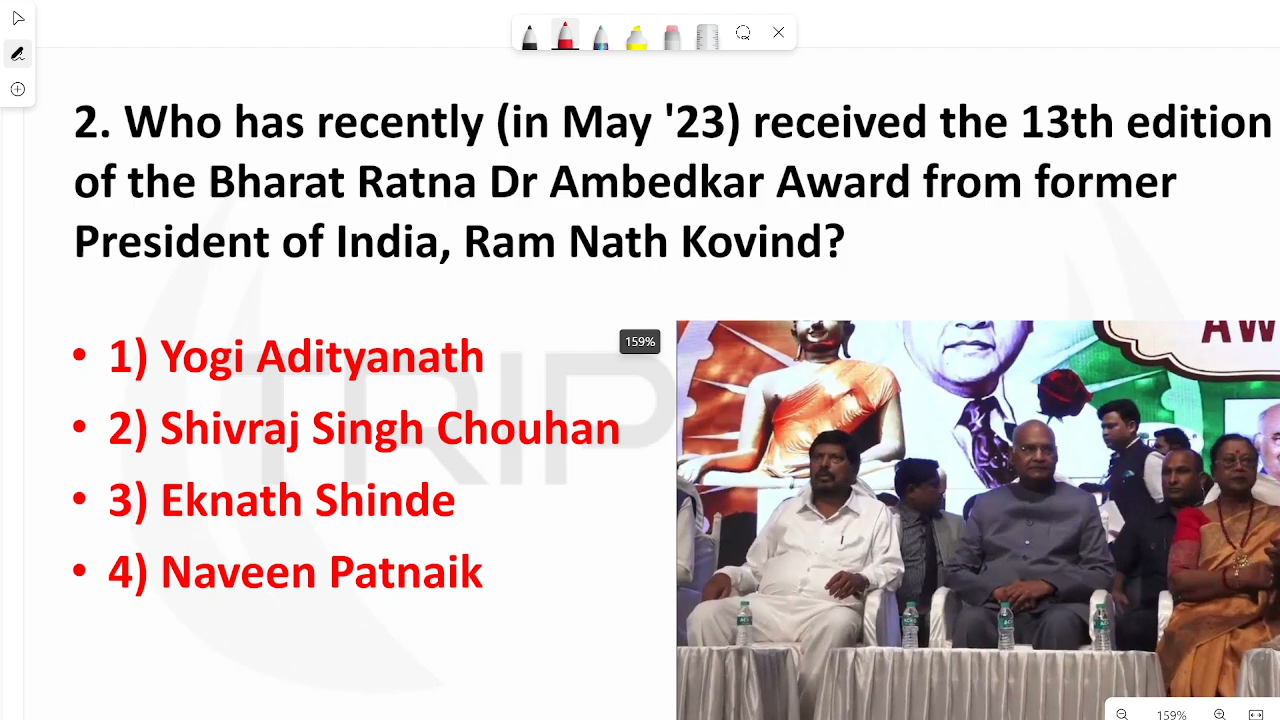 2. Who has recently (in May '23) received the 13th edition
of the Bharat Ratna Dr Ambedkar Award from former
President of India, Ram Nath Kovind?
• 1) Yogi Adityanath
159%
• 2) Shivraj Singh Chouhan
• 3) Eknath Shinde
• 4) Naveen Patnaik
AW
TRIP
159%